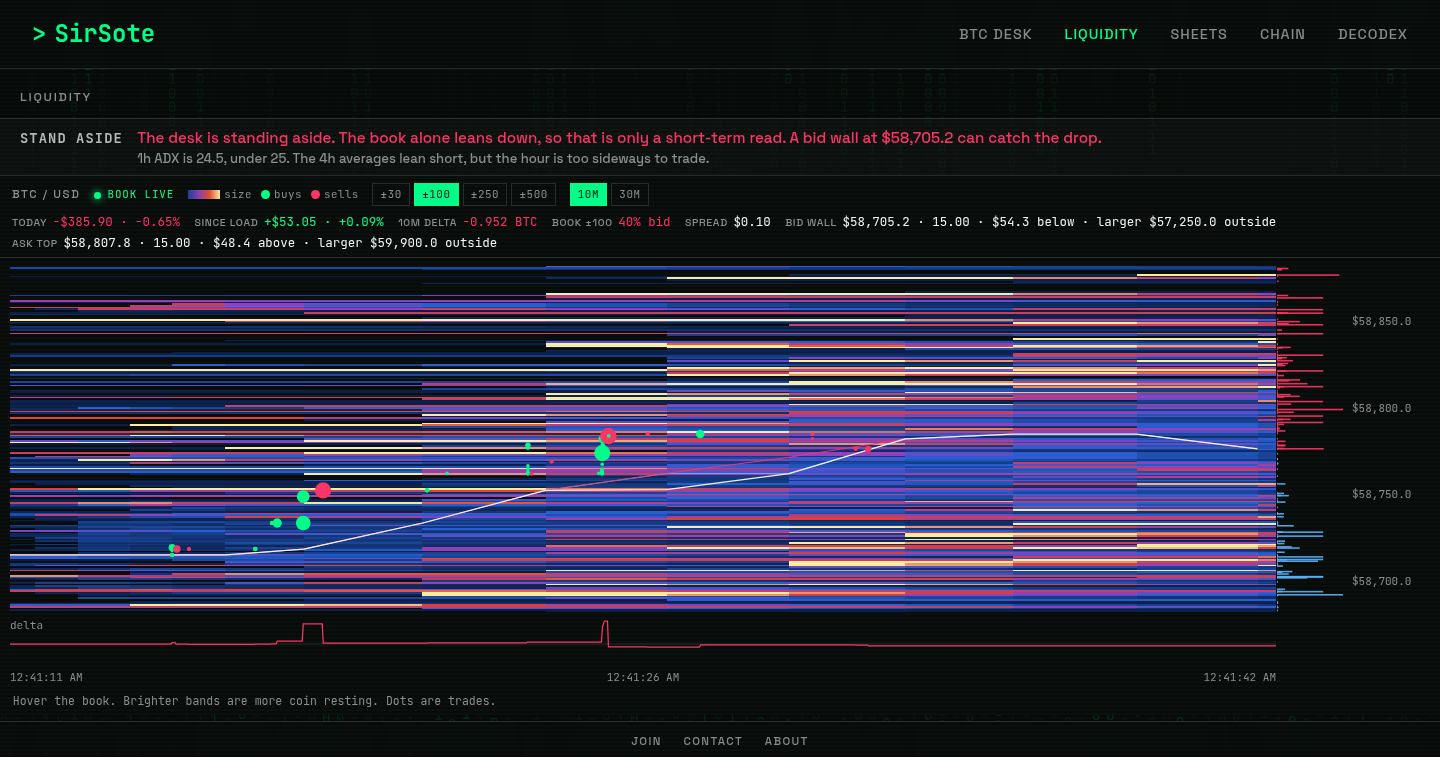 > SirSote
BTC DESK LIQUIDITY SHEETS CHAIN DECODEX
LIQUIDITY
STAND ASIDE The desk is standing aside. The book alone leans down, so that is only a short-term read. A bid wall at $58,705.2 can catch the drop.
1h ADX is 24.5, under 25. The 4h averages lean short, but the hour is too sideways to trade.
BTC / USD BOOK LIVE size buys sells ±30 ±100 ±250 ±500 10M 30M
TODAY -$385.90 · -0.65% SINCE LOAD +$53.05 · +0.09% 10M DELTA -0.952 BTC BOOK ±100 40% bid SPREAD $0.10 BID WALL $58,705.2 · 15.00 · $54.3 below · larger $57,250.0 outside
ASK TOP $58,807.8 · 15.00 · $48.4 above · larger $59,900.0 outside
$58,850.0
$58,800.0
$58,750.0
$58,700.0
delta
12:41:11 AM 12:41:26 AM 12:41:42 AM
Hover the book. Brighter bands are more coin resting. Dots are trades.
JOIN CONTACT ABOUT